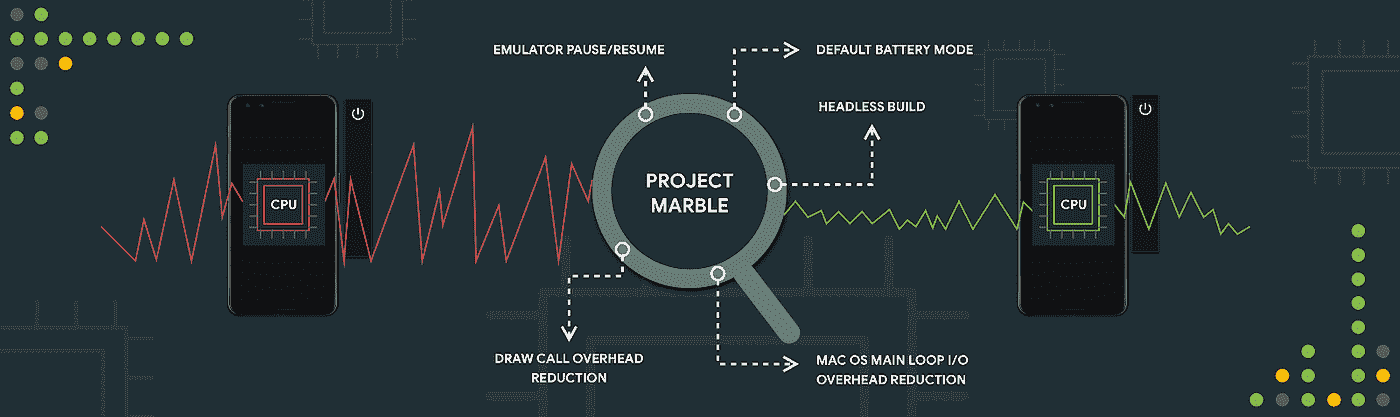 EMULATOR PAUSE/RESUME
DEFAULT BATTERY MODE
HEADLESS BUILD
CPU
PROJECT
MARBLE
CPU
DRAW CALL OVERHEAD
REDUCTION
MAC OS MAIN LOOP I/O
OVERHEAD REDUCTION